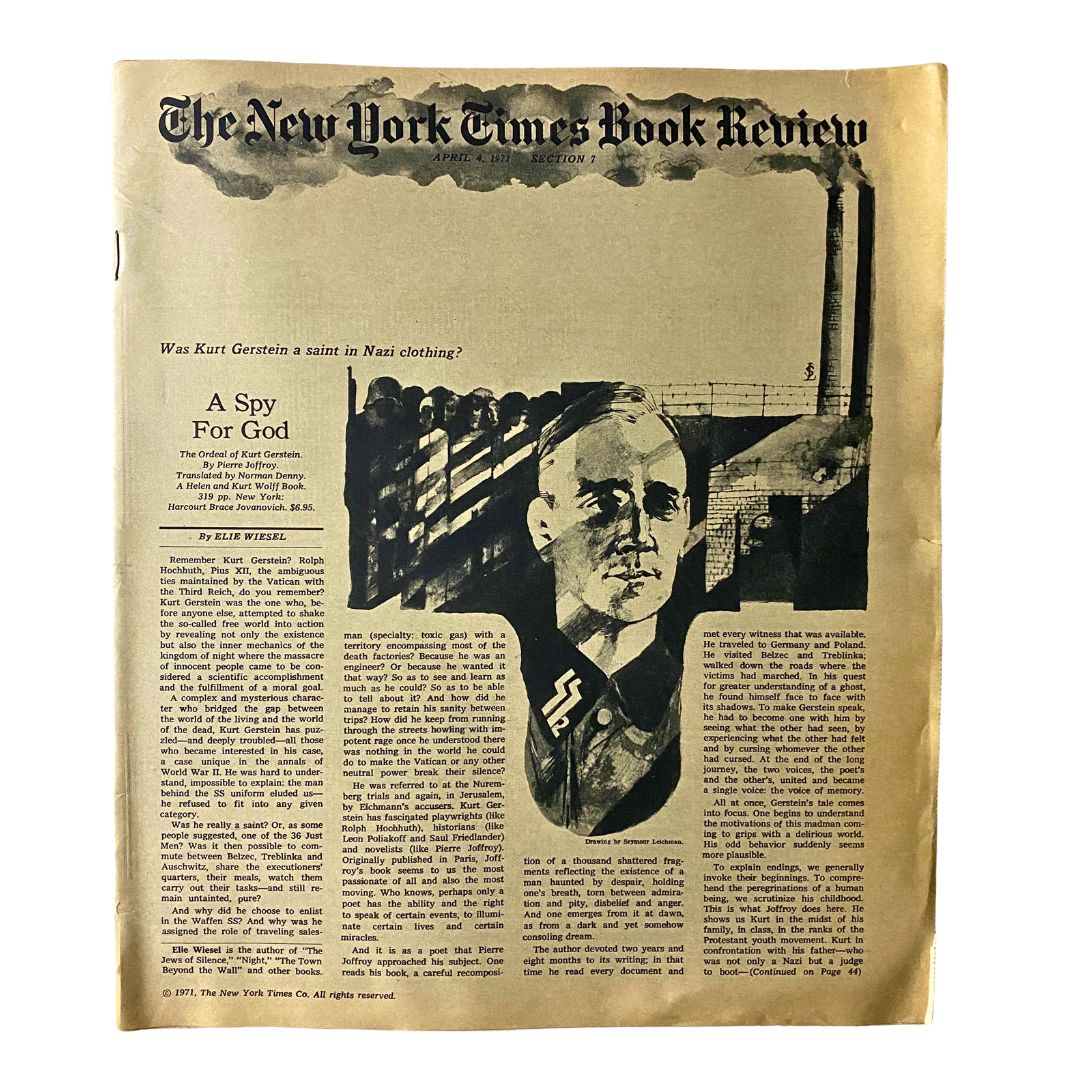 The New York Times Book Review
APRIL 4, 1971 SECTION 7
Was Kurt Gerstein a saint in Nazi clothing?
A Spy
For God
The Ordeal of Kurt Gerstein.
By Pierre Joffroy.
Translated by Norman Denny.
A Helen and Kurt Wolff Book.
319 pp. New York:
Harcourt Brace Jovanovich. $6.95.
By ELIE WIESEL
Remember Kurt Gerstein? Rolph
Hochhuth, Pius XII, the ambiguous
ties maintained by the Vatican with
the Third Reich, do you remember?
Kurt Gerstein was the one who, be-
fore anyone else, attempted to shake
the so-called free world into action
by revealing not only the existence
but also the inner mechanics of the
kingdom of night where the massacre
of innocent people came to be con-
sidered a scientific accomplishment
and the fulfillment of a moral goal.
A complex and mysterious charac-
ter who bridged the gap between
the world of the living and the world
of the dead, Kurt Gerstein has puz-
zled—and deeply troubled—all those
who became interested in his case,
a case unique in the annals of
World War II. He was hard to under-
stand, impossible to explain: the man
behind the SS uniform eluded us—
he refused to fit into any given
category.
Was he really a saint? Or, as some
people suggested, one of the 36 Just
Men? Was it then possible to com-
mute between Belzec, Treblinka and
Auschwitz, share the executioners'
quarters, their meals, watch them
carry out their tasks—and still re-
main untainted, pure?
And why did he choose to enlist
in the Waffen SS? And why was he
assigned the role of traveling sales-
Elie Wiesel is the author of "The
Jews of Silence," "Night," "The Town
Beyond the Wall" and other books.
man (specialty: toxic gas) with a
territory encompassing most of the
death factories? Because he was an
engineer? Or because he wanted it
that way? So as to see and learn as
much as he could? So as to be able
to tell about it? And how did he
manage to retain his sanity between
trips? How did he keep from running
through the streets howling with im-
potent rage once he understood there
was nothing in the world he could
do to make the Vatican or any other
neutral power break their silence?
He was referred to at the Nurem-
berg trials and again, in Jerusalem,
by Eichmann's accusers. Kurt Ger-
stein has fascinated playwrights (like
Rolph Hochhuth), historians (like
Leon Poliakoff and Saul Friedlander)
and novelists (like Pierre Joffroy).
Originally published in Paris, Joff-
roy's book seems to us the most
passionate of all and also the most
moving. Who knows, perhaps only a
poet has the ability and the right
to speak of certain events, to illumi-
nate certain lives and certain
miracles.
And it is as a poet that Pierre
Joffroy approached his subject. One
reads his book, a careful recomposi-
SS2
Drawing by Seymour Leichman.
tion of a thousand shattered frag-
ments reflecting the existence of a
man haunted by despair, holding
one's breath, torn between admira-
tion and pity, disbelief and anger.
And one emerges from it at dawn,
as from a dark and yet somehow
consoling dream.
The author devoted two years and
eight months to its writing; in that
time he read every document and
met every witness that was available.
He traveled to Germany and Poland.
He visited Belzec and Treblinka;
walked down the roads where the
victims had marched. In his quest
for greater understanding of a ghost,
he found himself face to face with
its shadows. To make Gerstein speak,
he had to become one with him by
seeing what the other had seen, by
experiencing what the other had felt
and by cursing whomever the other
had cursed. At the end of the long
journey, the two voices, the poet's
and the other's, united and became
a single voice: the voice of memory.
All at once, Gerstein's tale comes
into focus. One begins to understand
the motivations of this madman com-
ing to grips with a delirious world.
His odd behavior suddenly seems
more plausible.
To explain endings, we generally
invoke their beginnings. To compre-
hend the peregrinations of a human
being, we scrutinize his childhood.
This is what Joffroy does here. He
shows us Kurt in the midst of his
family, in class, in the ranks of the
Protestant youth movement. Kurt in
confrontation with his father—who
was not only a Nazi but a judge
to boot—(Continued on Page 44)
© 1971, The New York Times Co. All rights reserved.